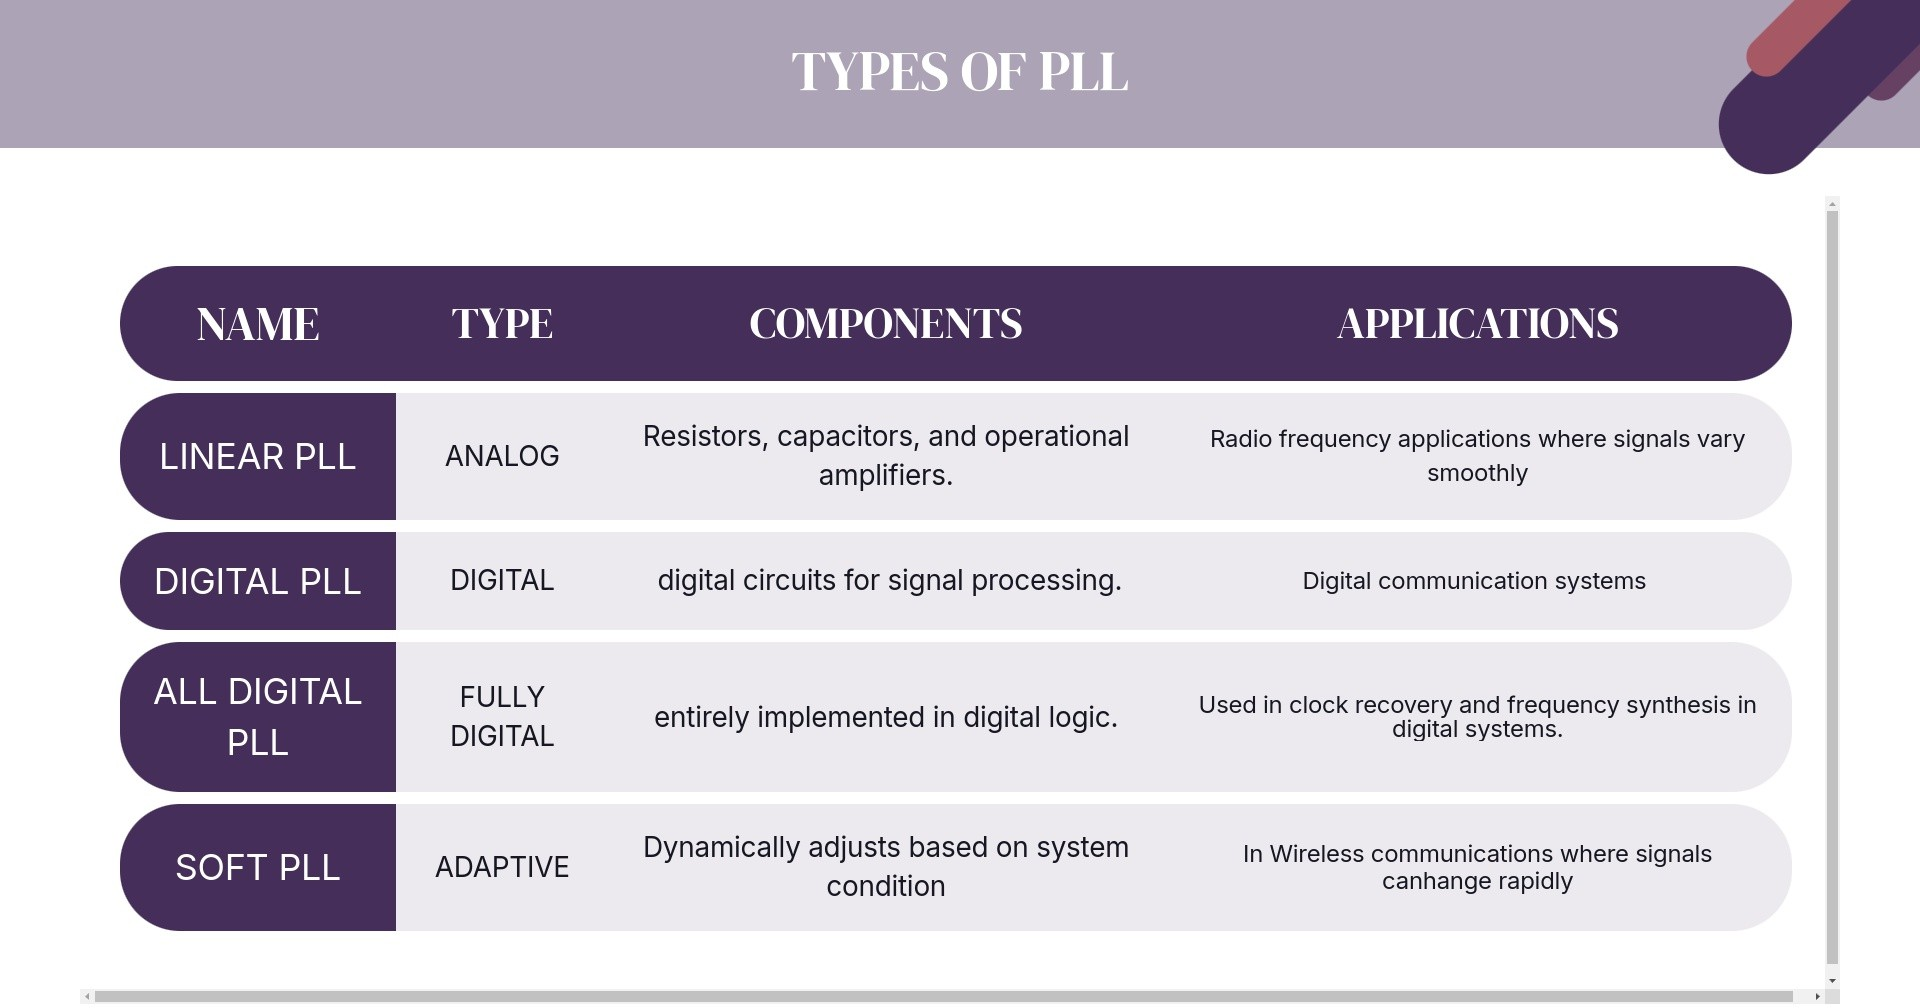 TYPES OF PLL
NAME
TYPE
COMPONENTS
APPLICATIONS
LINEAR PLL
ANALOG
Resistors, capacitors, and operational
amplifiers.
Radio frequency applications where signals vary
smoothly
DIGITAL PLL
DIGITAL
digital circuits for signal processing.
Digital communication systems
ALL DIGITAL
PLL
FULLY
DIGITAL
entirely implemented in digital logic.
Used in clock recovery and frequency synthesis in
digital systems.
SOFT PLL
ADAPTIVE
Dynamically adjusts based on system
condition
In Wireless communications where signals
canhange rapidly